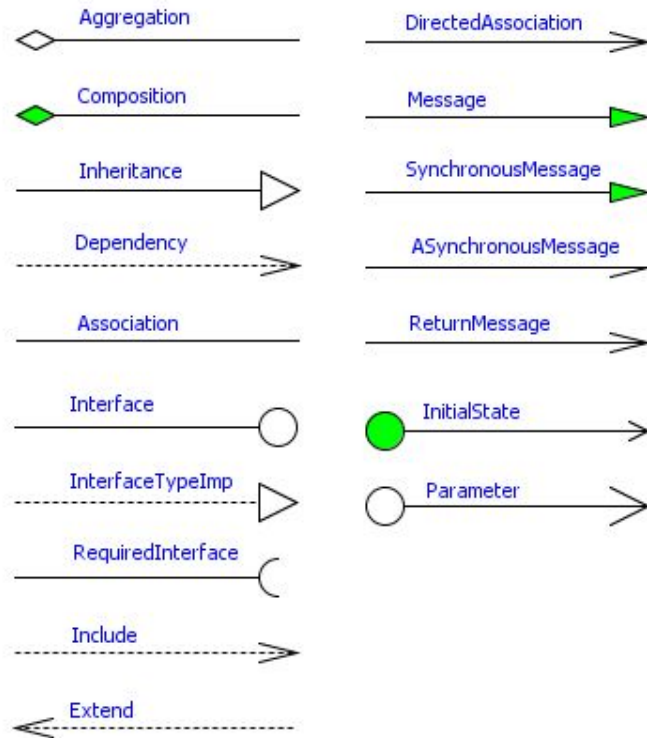 Aggregation
Composition
Inheritance
Dependency
Association
Interface
InterfaceTypeImp
RequiredInterface
Include
Extend
DirectedAssociation
Message
SynchronousMessage
ASynchronousMessage
ReturnMessage
InitialState
Parameter